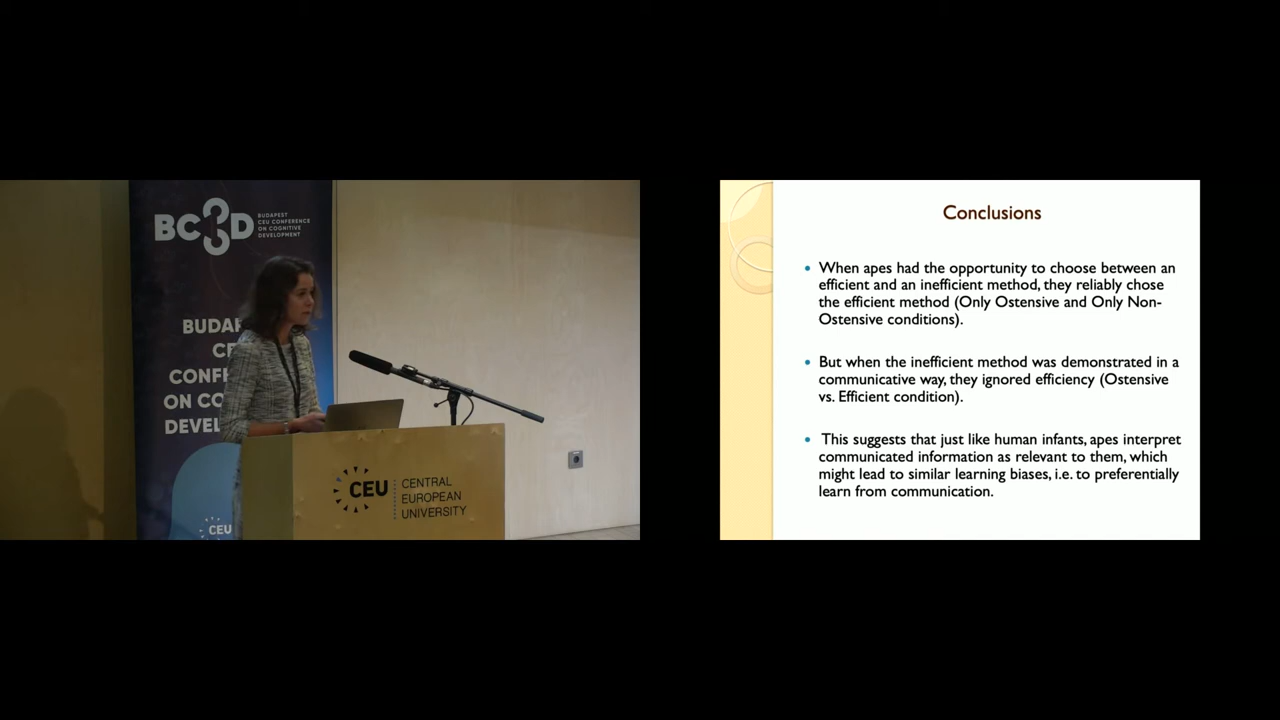 BC3D
BUDAPEST
CEU CONFERENCE
ON COGNITIVE
DEVELOPMENT
CEU
CEU
CENTRAL
EUROPEAN
UNIVERSITY
Conclusions
• When apes had the opportunity to choose between an
efficient and an inefficient method, they reliably chose
the efficient method (Only Ostensive and Only Non-
Ostensive conditions).
• But when the inefficient method was demonstrated in a
communicative way, they ignored efficiency (Ostensive
vs. Efficient condition).
• This suggests that just like human infants, apes interpret
communicated information as relevant to them, which
might lead to similar learning biases, i.e. to preferentially
learn from communication.